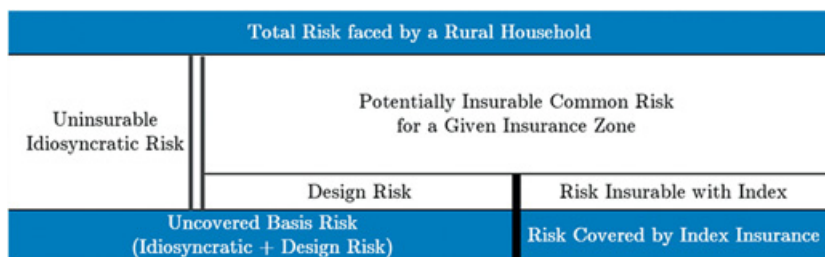 Total Risk faced by a Rural Household
Uninsurable
Idiosyncratic Risk
Potentially Insurable Common Risk
for a Given Insurance Zone
Design Risk
Risk Insurable with Index
Uncovered Basis Risk
(Idiosyncratic + Design Risk)
Risk Covered by Index Insurance